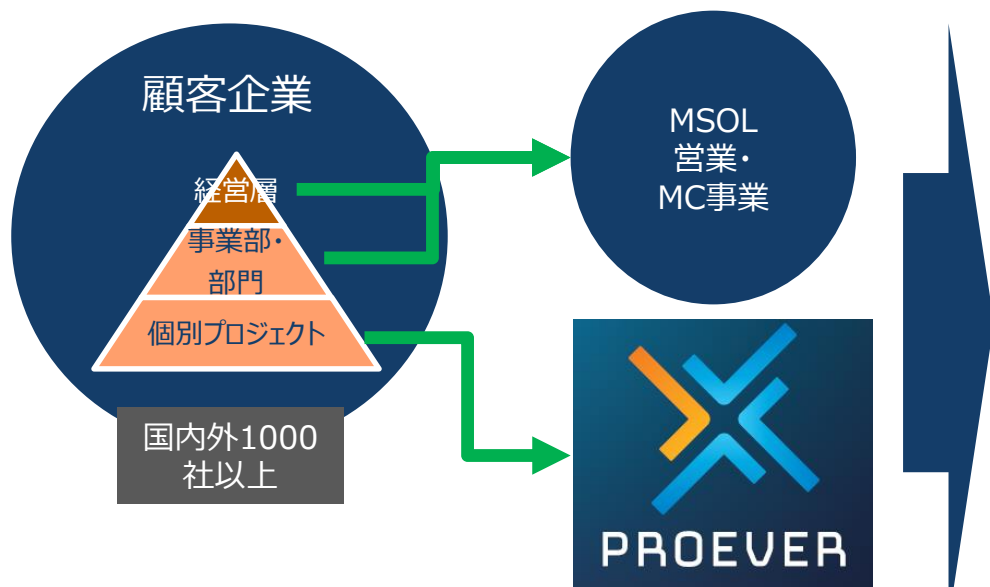 顧客企業
経営層
事業部・
部門
個別プロジェクト
国内外1000
社以上
MSOL
営業・
MC事業
PROEVER